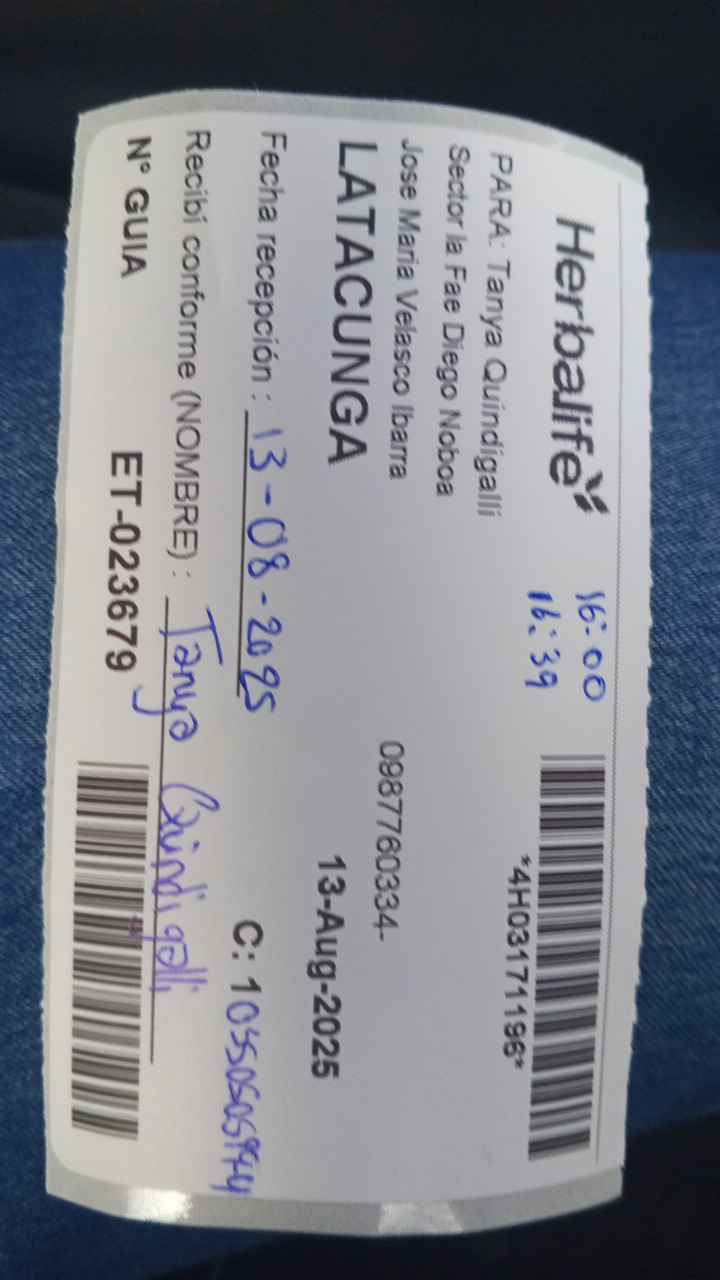 Herbalife
16:00
16:39
*4H03171196*
PARA: Tanya Quindigalli
Sector la Fae Diego Noboa
Jose Maria Velasco Ibarra
0987760334-
LATACUNGA
13-Aug-2025
Fecha recepción : 13-08-2025
C: 1
Recibí conforme (NOMBRE) : Tanya Quindigalli
N° GUIA
ET-023679